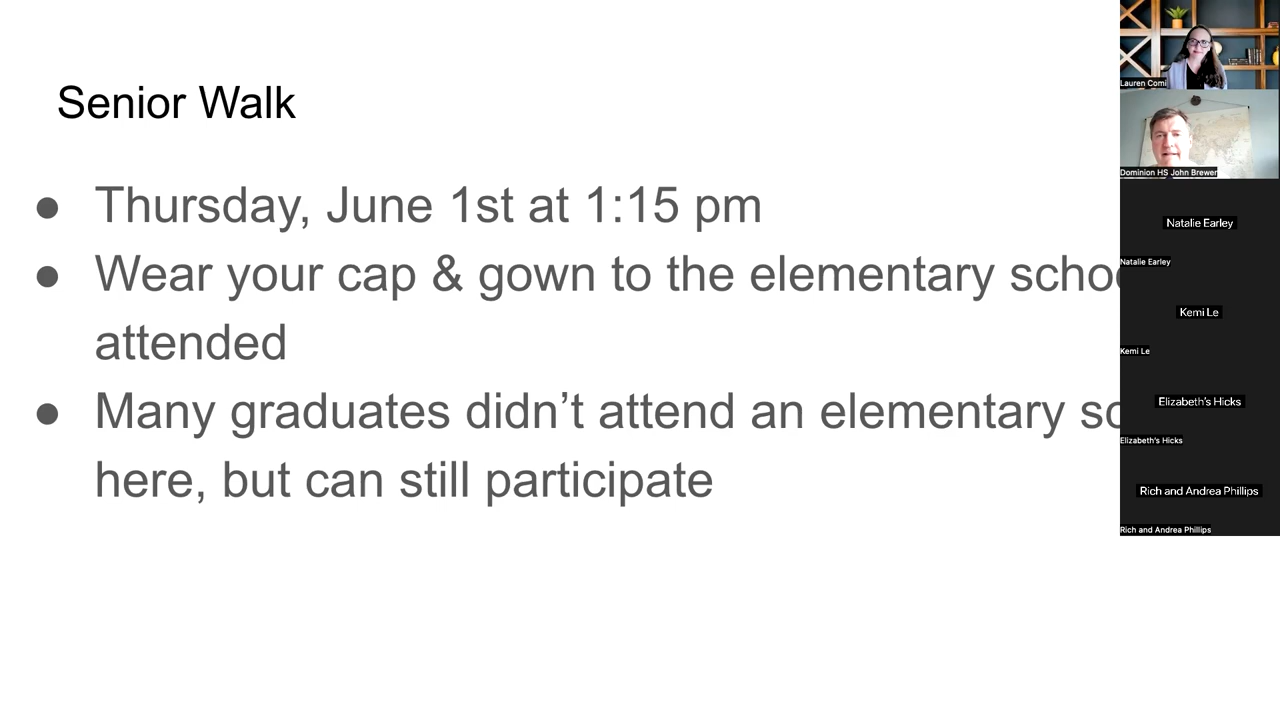 Senior Walk
● Thursday, June 1st at 1:15 pm
● Wear your cap & gown to the elementary
attended
● Many graduates didn’t attend an elementary
here, but can still participate
Lauren Comi
Dominion HS John Brewer
Natalie Earley
Natalie Earley
Kemi Le
Kemi Le
Elizabeth’s Hicks
Elizabeth’s Hicks
Rich and Andrea Phillips
Rich and Andrea Phillips